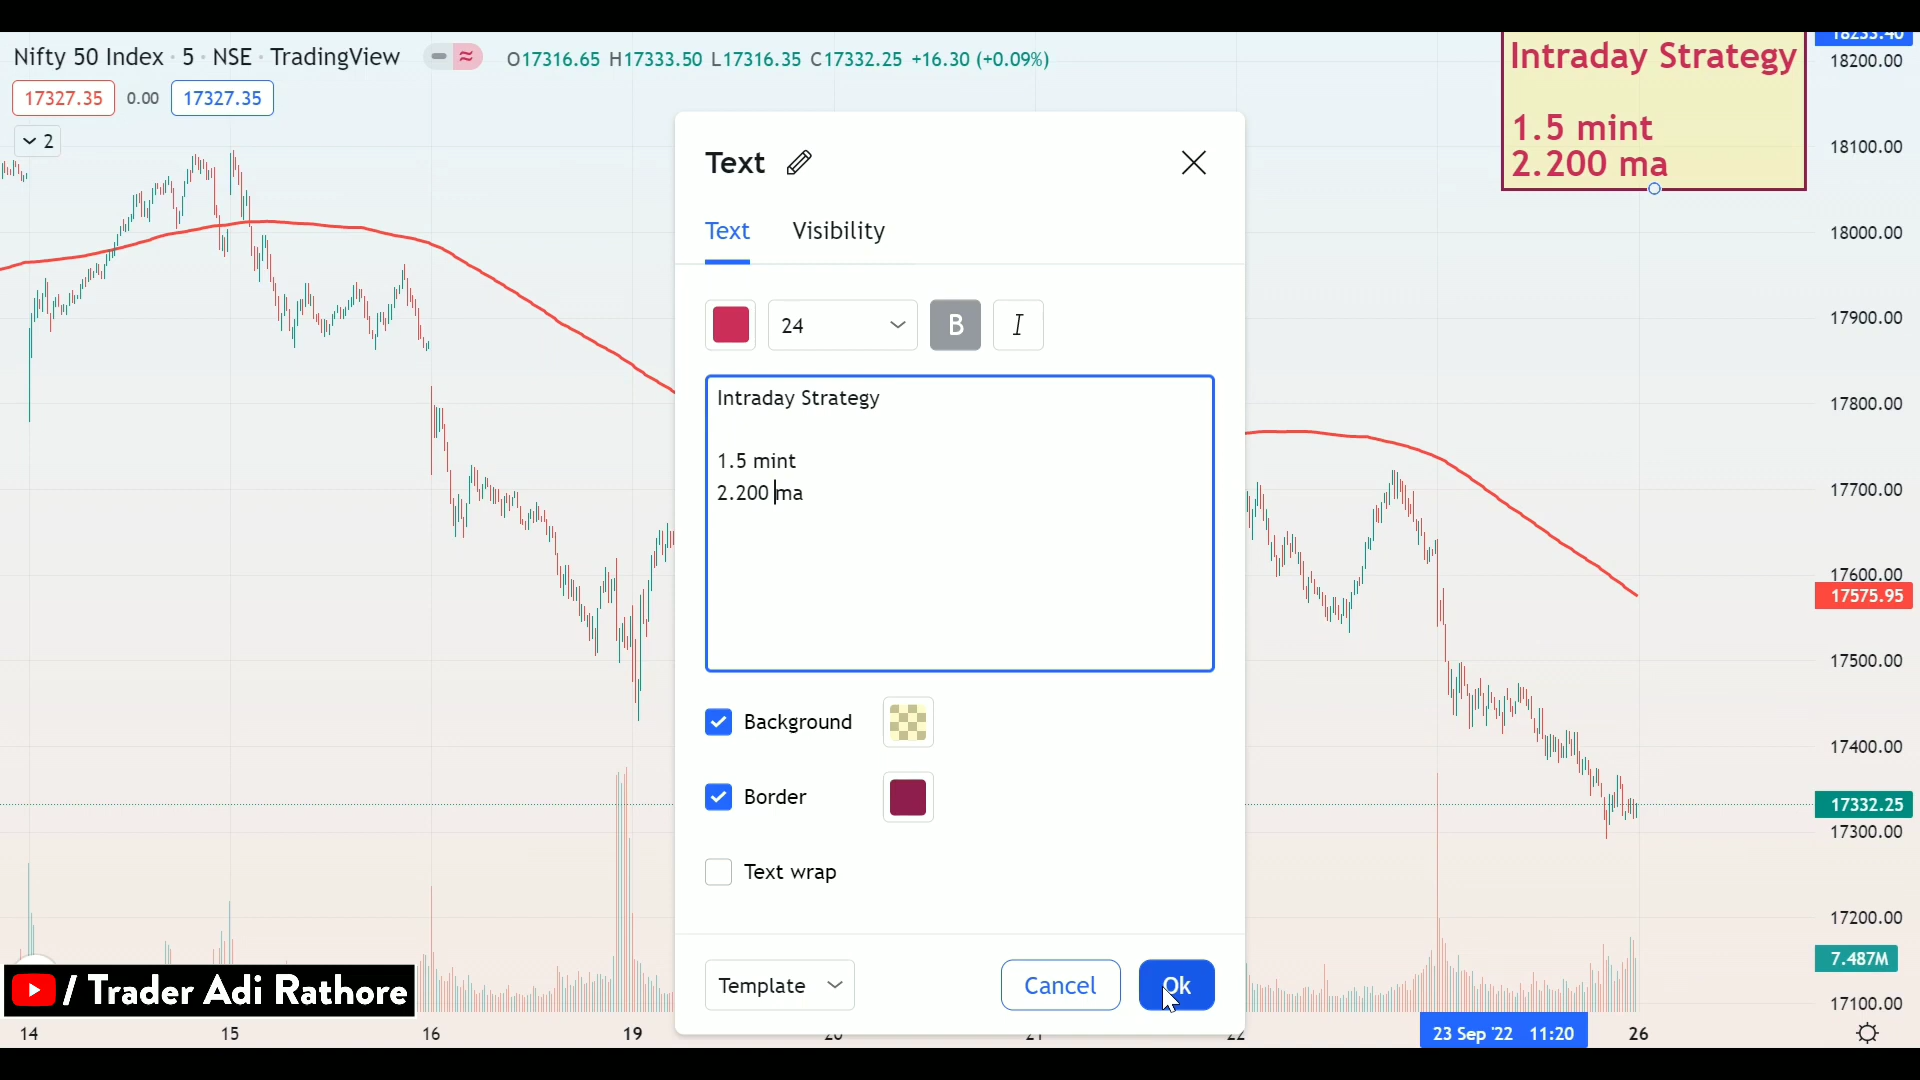 Nifty 50 Index · 5 · NSE · TradingView
O17316.65 H17333.50 L17316.35 C17332.25 +16.30 (+0.09%)
17327.35 0.00 17327.35
2
Intraday Strategy
1.5 mint
2.200 ma
Text
Text Visibility
24 B I
Intraday Strategy
1.5 mint
2.200 ma
Background
Border
Text wrap
Template Cancel Ok
18233.40
18200.00
18100.00
18000.00
17900.00
17800.00
17700.00
17600.00
17575.95
17500.00
17400.00
17332.25
17300.00
17200.00
7.487M
17100.00
/ Trader Adi Rathore
14 15 16 19 20 21 22 23 Sep '22 11:20 26